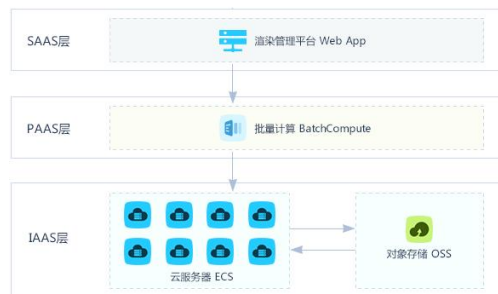 SAAS层
渲染管理平台 Web App
PAAS层
批量计算 BatchCompute
IAAS层
云服务器 ECS
对象存储 OSS